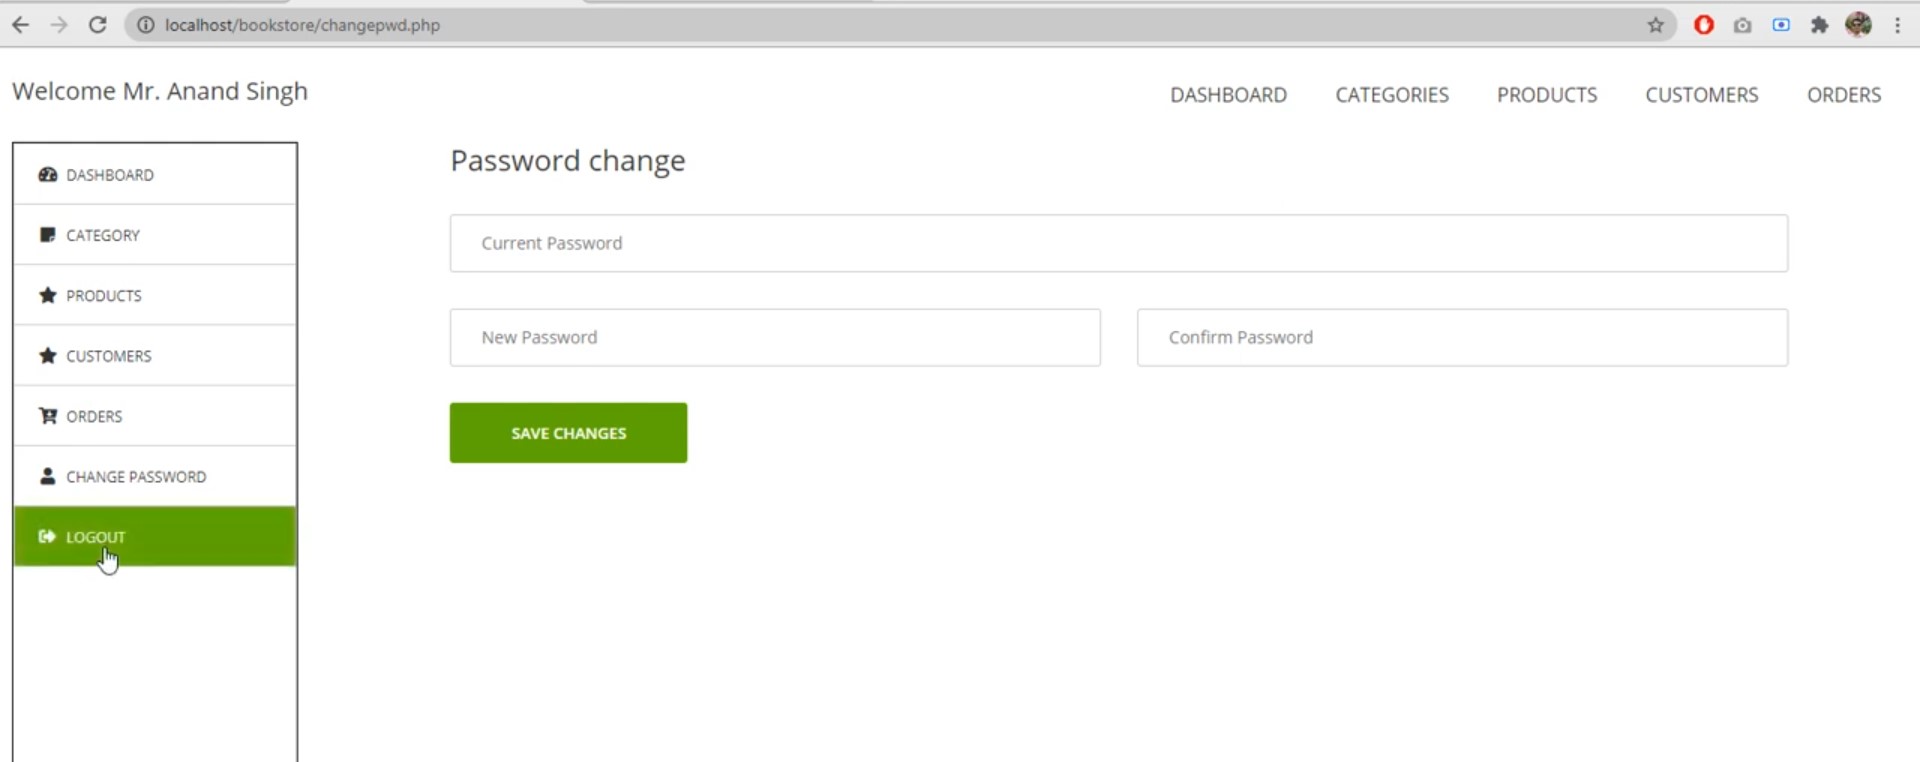 localhost/bookstore/changepwd.php
Welcome Mr. Anand Singh
DASHBOARD CATEGORIES PRODUCTS CUSTOMERS ORDERS
DASHBOARD
CATEGORY
PRODUCTS
CUSTOMERS
ORDERS
CHANGE PASSWORD
LOGOUT
Password change
Current Password
New Password
Confirm Password
SAVE CHANGES